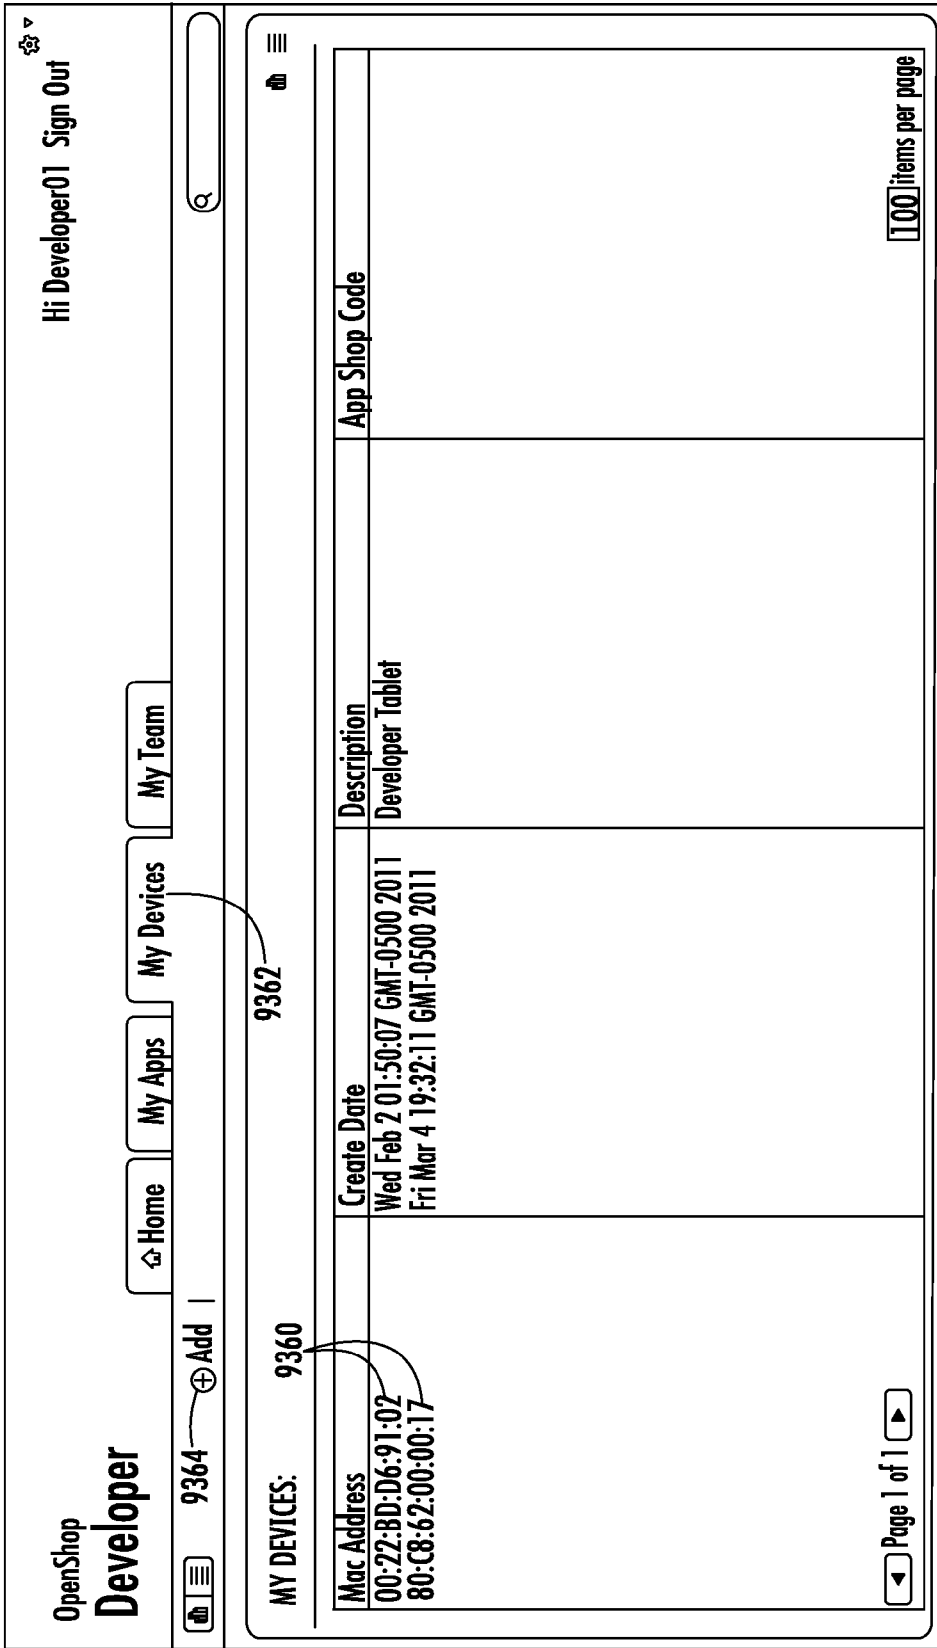 Hi Developer01 Sign Out
OpenShop
Developer
Home
My Apps
My Devices
My Team
9364
Add
9362
MY DEVICES:
9360
Mac Address
Create Date
Description
App Shop Code
00:22:BD:D6:91:02
Wed Feb 2 01:50:07 GMT-0500 2011
Developer Tablet
80:C8:62:00:00:17
Fri Mar 4 19:32:11 GMT-0500 2011
Page 1 of 1
100 items per page